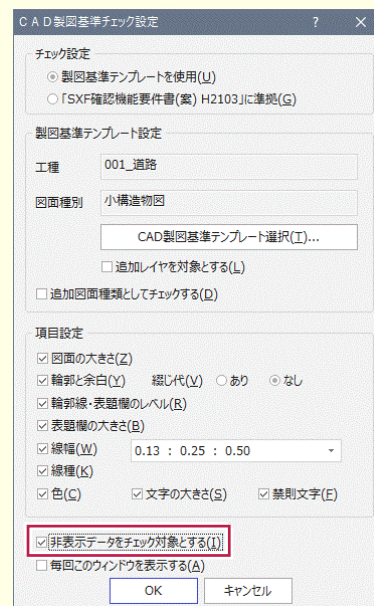 CAD製図基準チェック設定 ? ×
チェック設定
製図基準テンプレートを使用(U)
「SXF確認機能要件書(案) H2103」に準拠(G)
製図基準テンプレート設定
工種 001_道路
図面種別 小構造物図
CAD製図基準テンプレート選択(T)...
追加レイヤを対象とする(L)
追加図面種類としてチェックする(D)
項目設定
図面の大きさ(Z)
輪郭と余白(Y) 綴じ代(V) あり なし
輪郭線・表題欄のレベル(R)
表題欄の大きさ(B)
線幅(W) 0.13 : 0.25 : 0.50
線種(K)
色(C) 文字の大きさ(S) 禁則文字(F)
非表示データをチェック対象とする(I)
毎回このウィンドウを表示する(A)
OK キャンセル